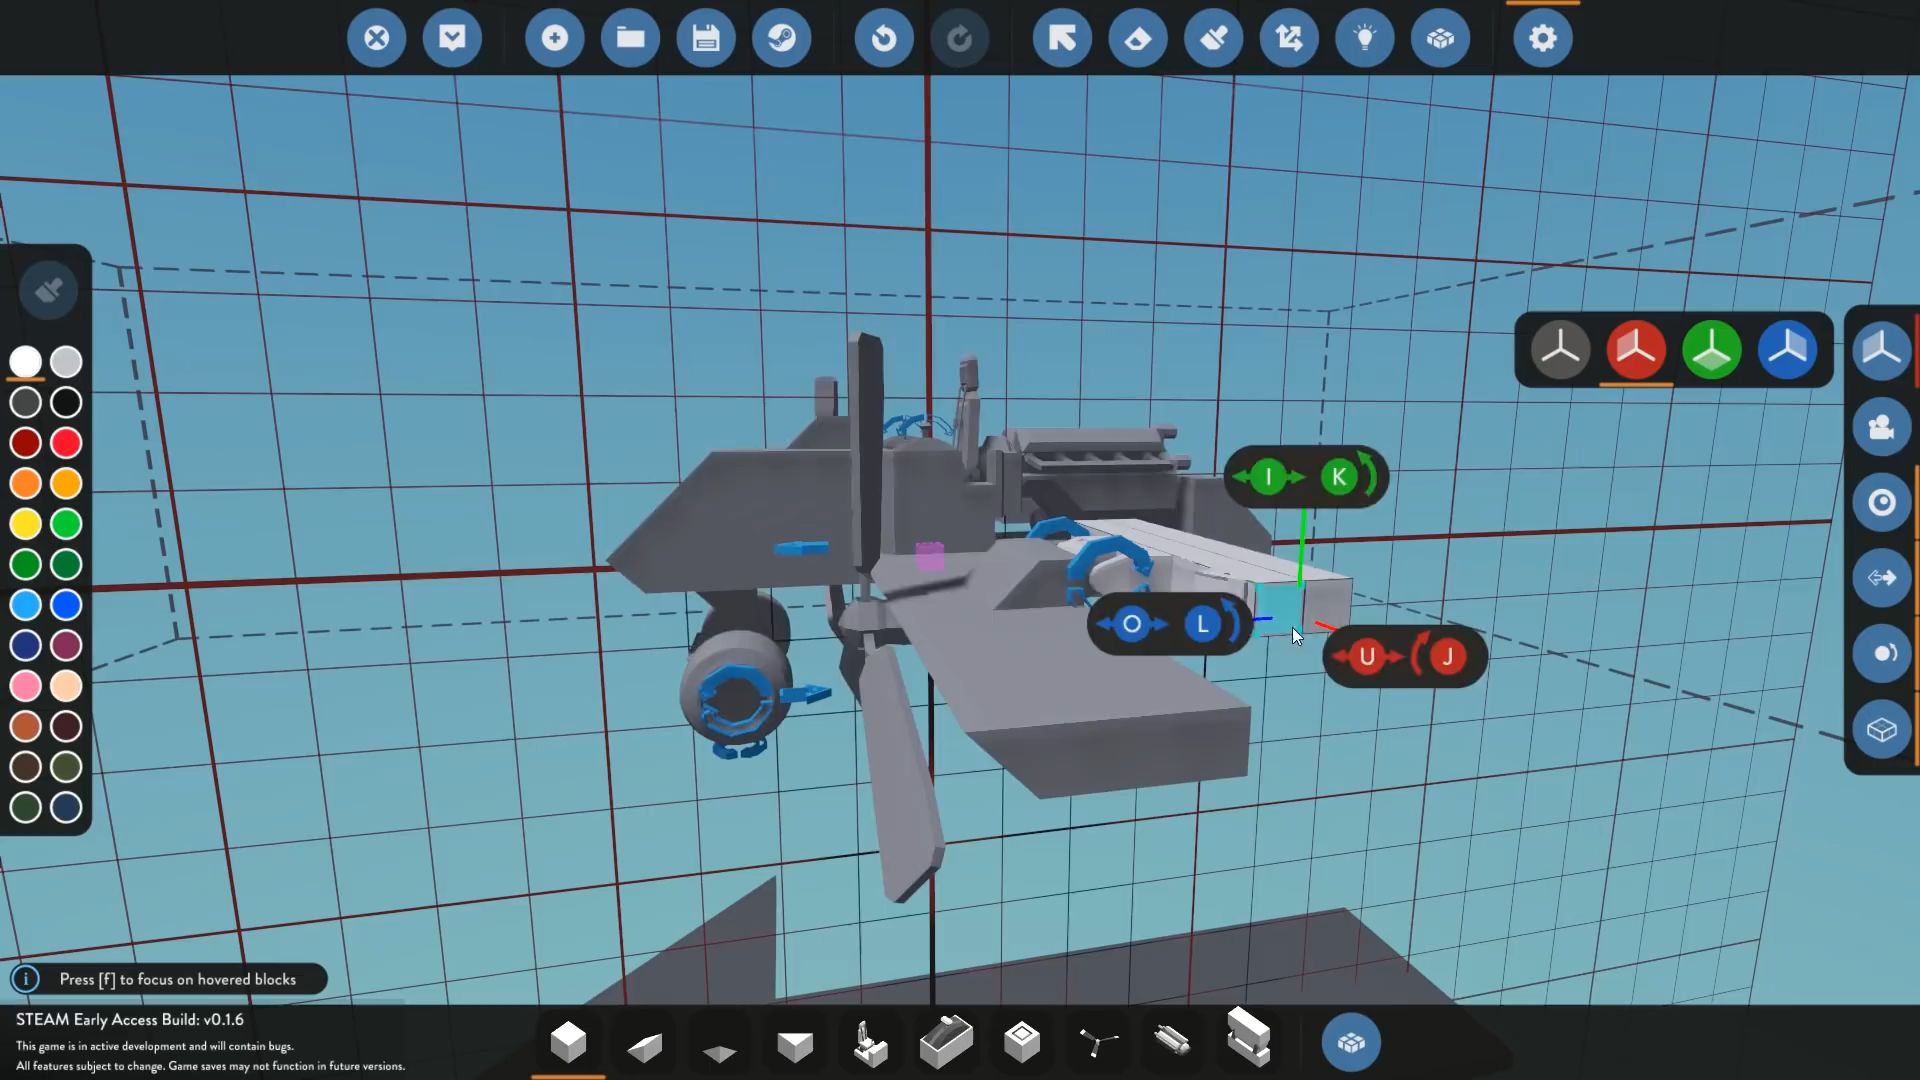 I K
O L
U J
Press [f] to focus on hovered blocks
STEAM Early Access Build: v0.1.6
This game is in active development and will contain bugs.
All features subject to change. Game saves may not function in future versions.